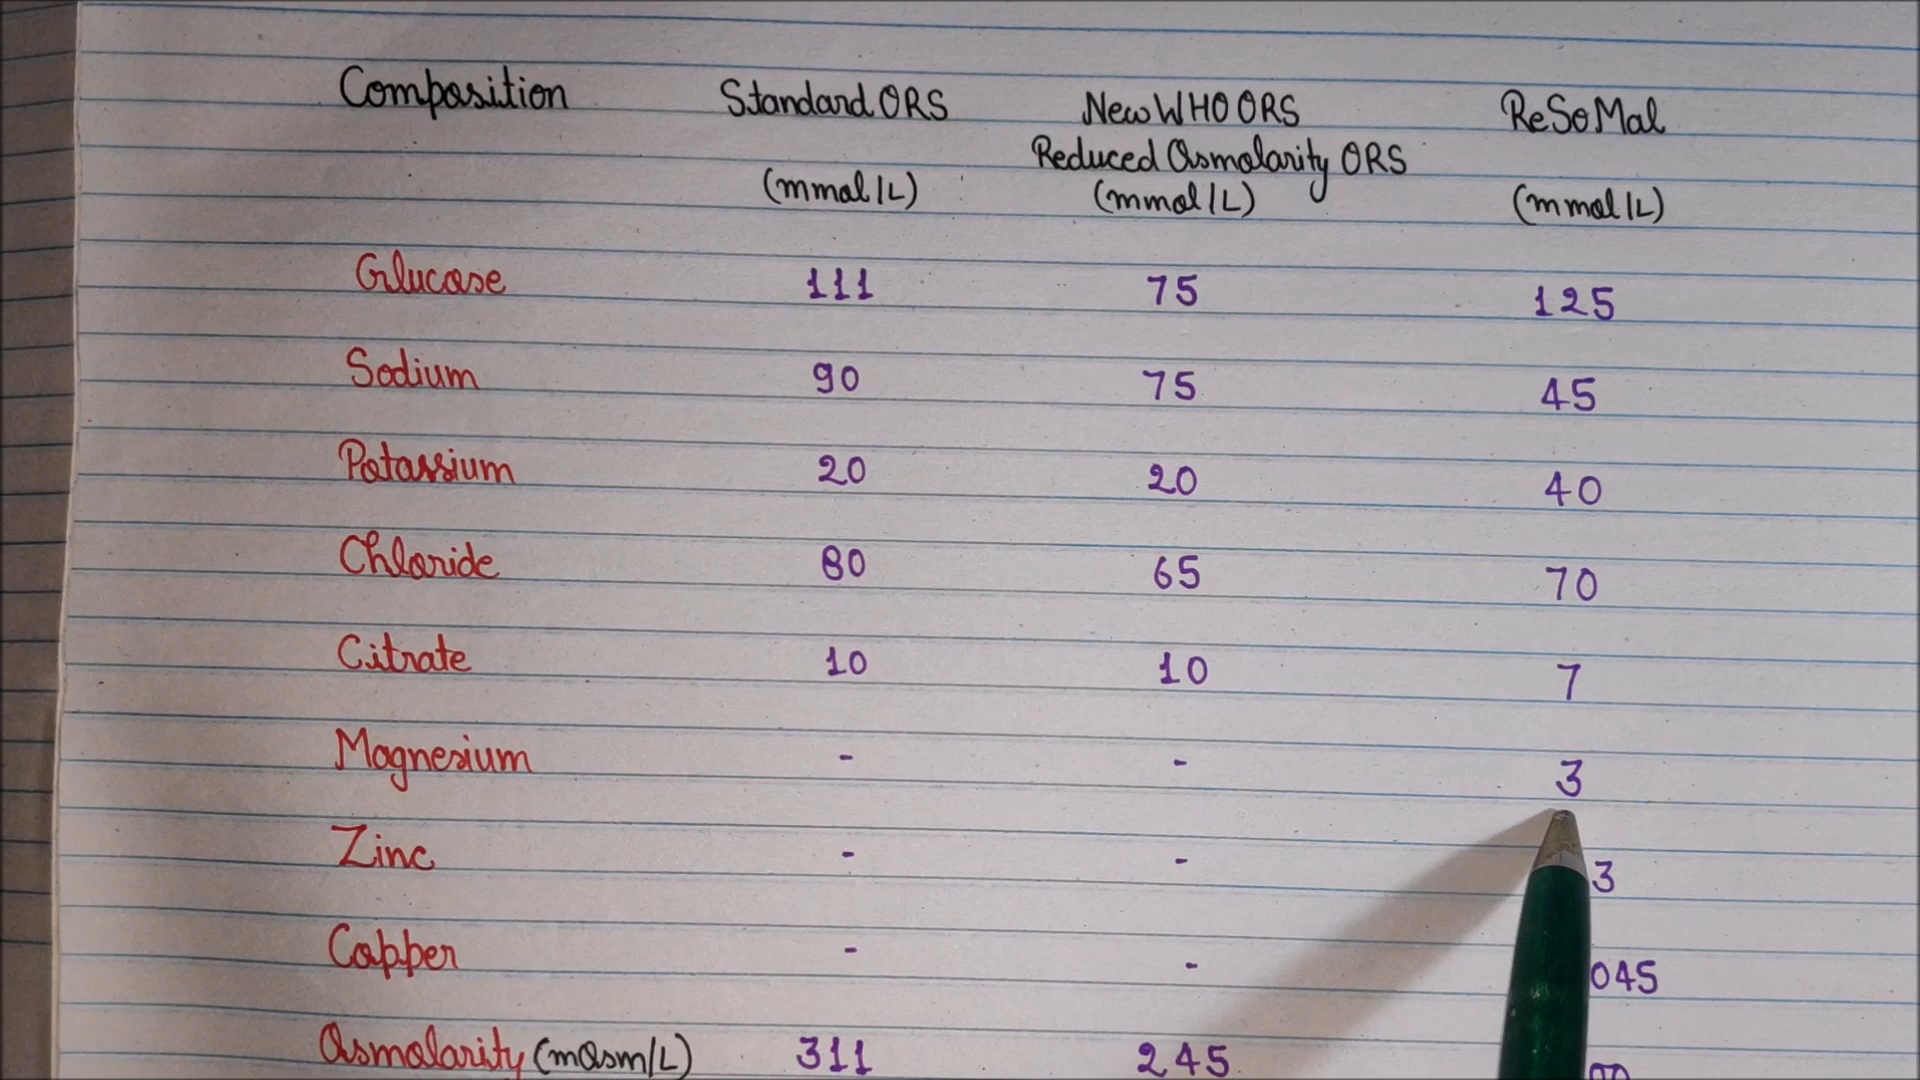 Composition Standard ORS New WHO ORS ReSoMal
Reduced Osmolarity ORS
(mmol/L) (mmol/L) (mmol/L)
Glucose 111 75 125
Sodium 90 75 45
Potassium 20 20 40
Chloride 80 65 70
Citrate 10 10 7
Magnesium - - 3
Zinc - - 3
Copper - - 045
Osmolarity (mOsm/L) 311 245